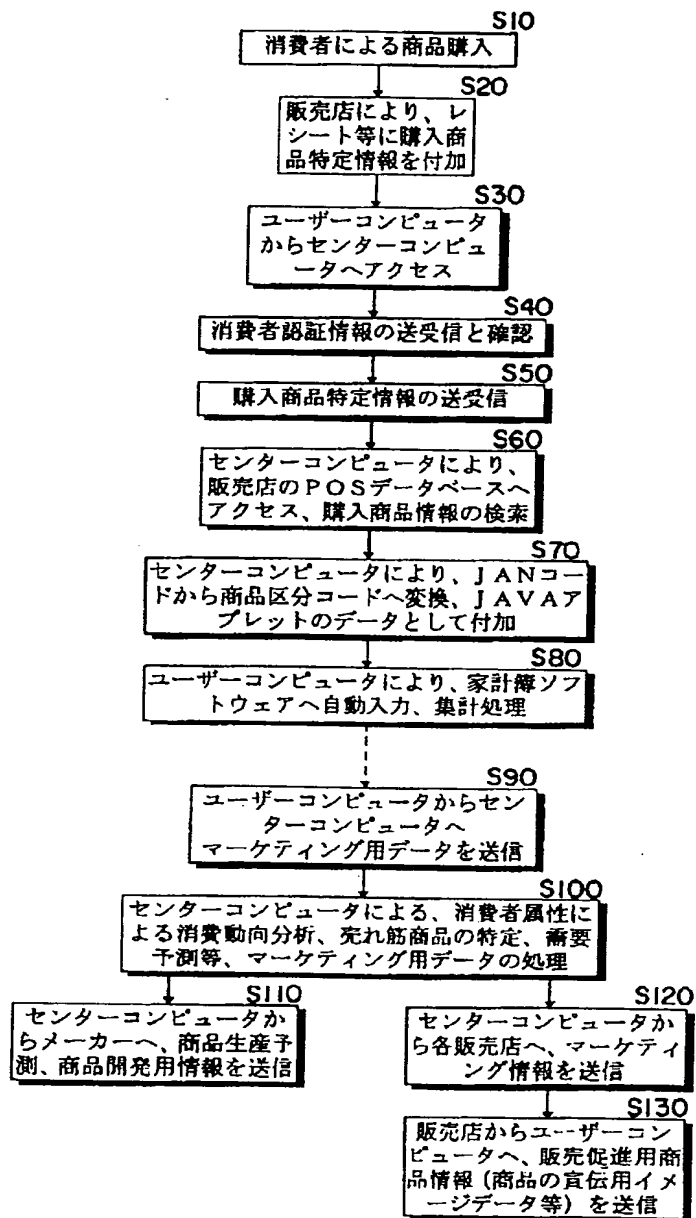 S10
消費者による商品購入
S20
販売店により、レ
シート等に購入商
品特定情報を付加
S30
ユーザーコンピュータ
からセンターコンピュ
ータへアクセス
S40
消費者認証情報の送受信と確認
S50
購入商品特定情報の送受信
S60
センターコンピュータにより、
販売店のPOSデータベースへ
アクセス、購入商品情報の検索
S70
センターコンピュータにより、JANコー
ドから商品区分コードへ変換、JAVAア
プレットのデータとして付加
S80
ユーザーコンピュータにより、家計簿ソフ
トウェアへ自動入力、集計処理
S90
ユーザーコンピュータからセン
ターコンピュータへ
マーケティング用データを送信
S100
センターコンピュータによる、消費者属性に
よる消費動向分析、売れ筋商品の特定、需要
予測等、マーケティング用データの処理
S110
センターコンピュータか
らメーカーへ、商品生産予
測、商品開発用情報を送信
S120
センターコンピュータから
ら各販売店へ、マーケティ
ング情報を送信
S130
販売店からユーザーコン
ピュータへ、販売促進用商
品情報(商品の宣伝用イメ
ージデータ等)を送信